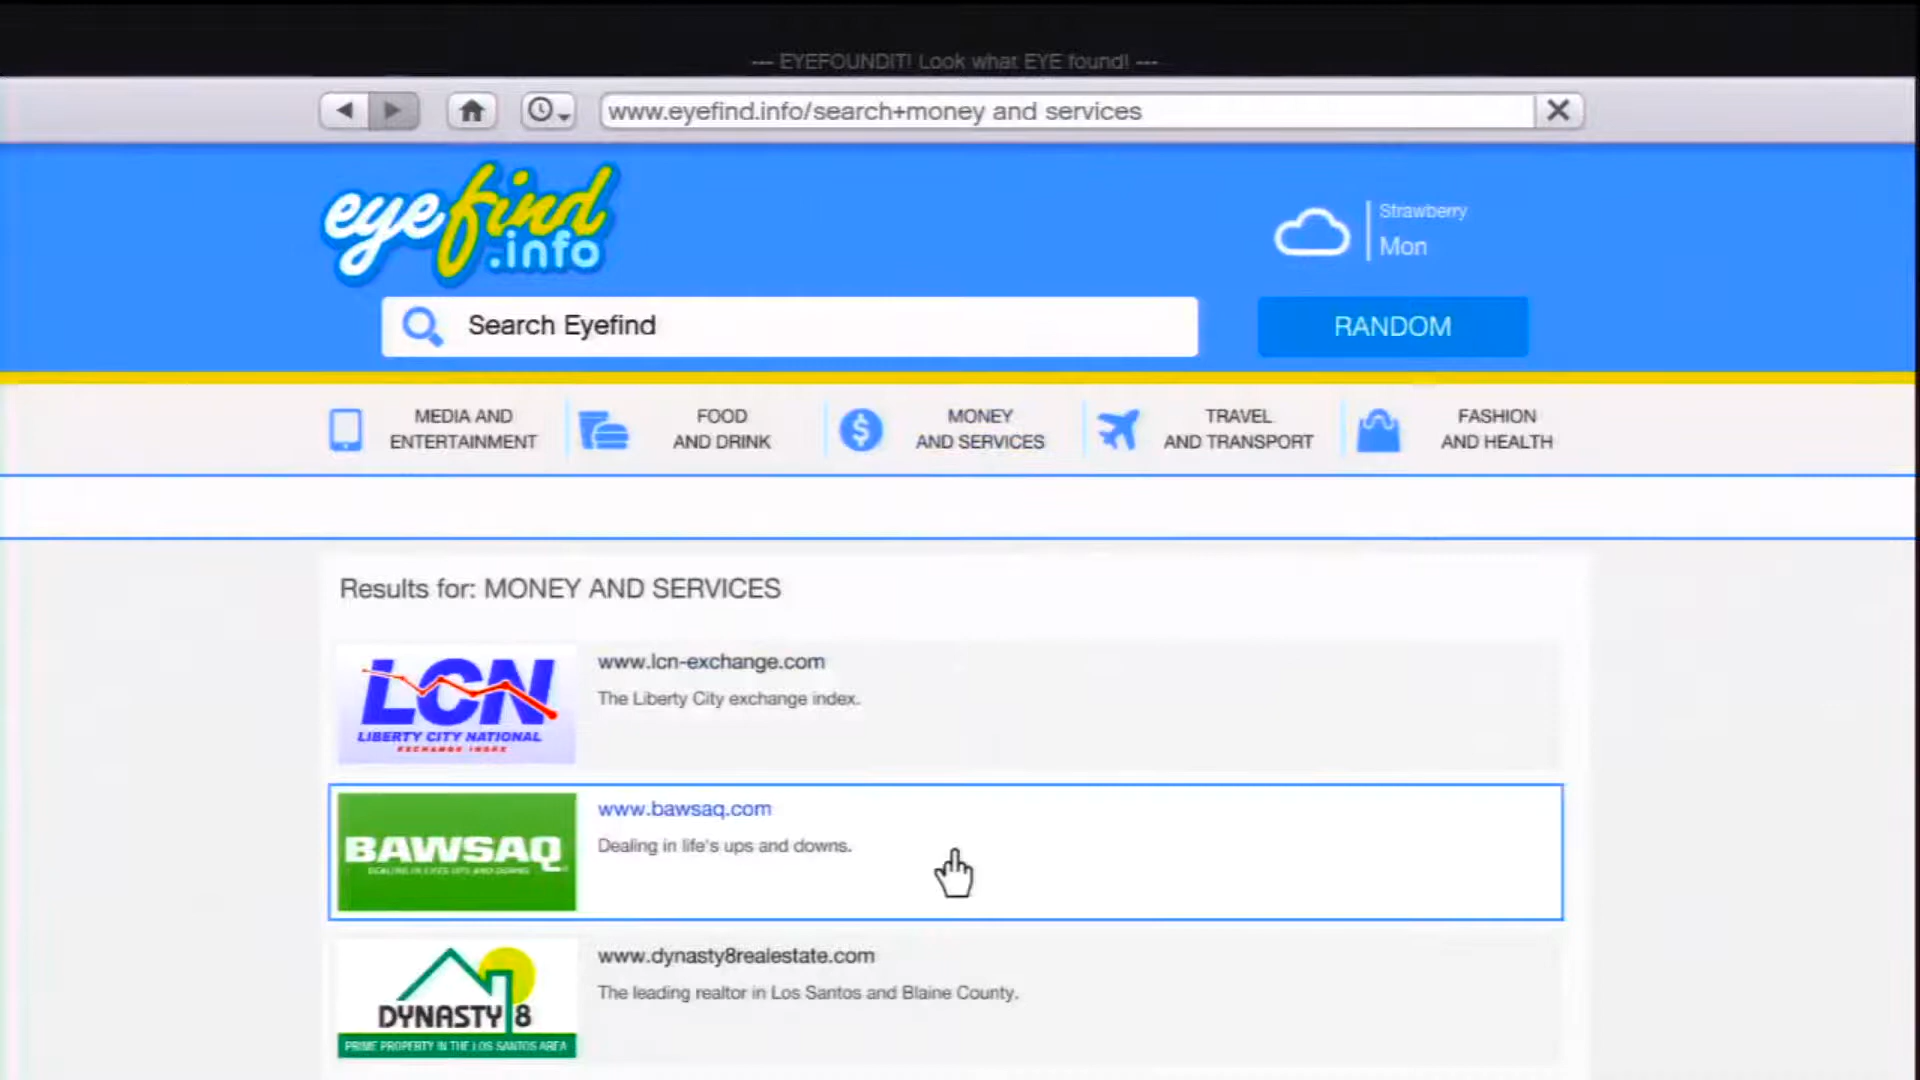 --- EYEFOUNDIT! Look what EYE found! ---
www.eyefind.info/search+money and services
eyefind
.info
Strawberry
Mon
Search Eyefind
RANDOM
MEDIA AND
ENTERTAINMENT
FOOD
AND DRINK
MONEY
AND SERVICES
TRAVEL
AND TRANSPORT
FASHION
AND HEALTH
Results for: MONEY AND SERVICES
LCN
LIBERTY CITY NATIONAL
EXCHANGE INDEX
www.lcn-exchange.com
The Liberty City exchange index.
BAWSAQ
www.bawsaq.com
Dealing in life's ups and downs.
DYNASTY 8
PRIME PROPERTY IN THE LOS SANTOS AREA
www.dynasty8realestate.com
The leading realtor in Los Santos and Blaine County.